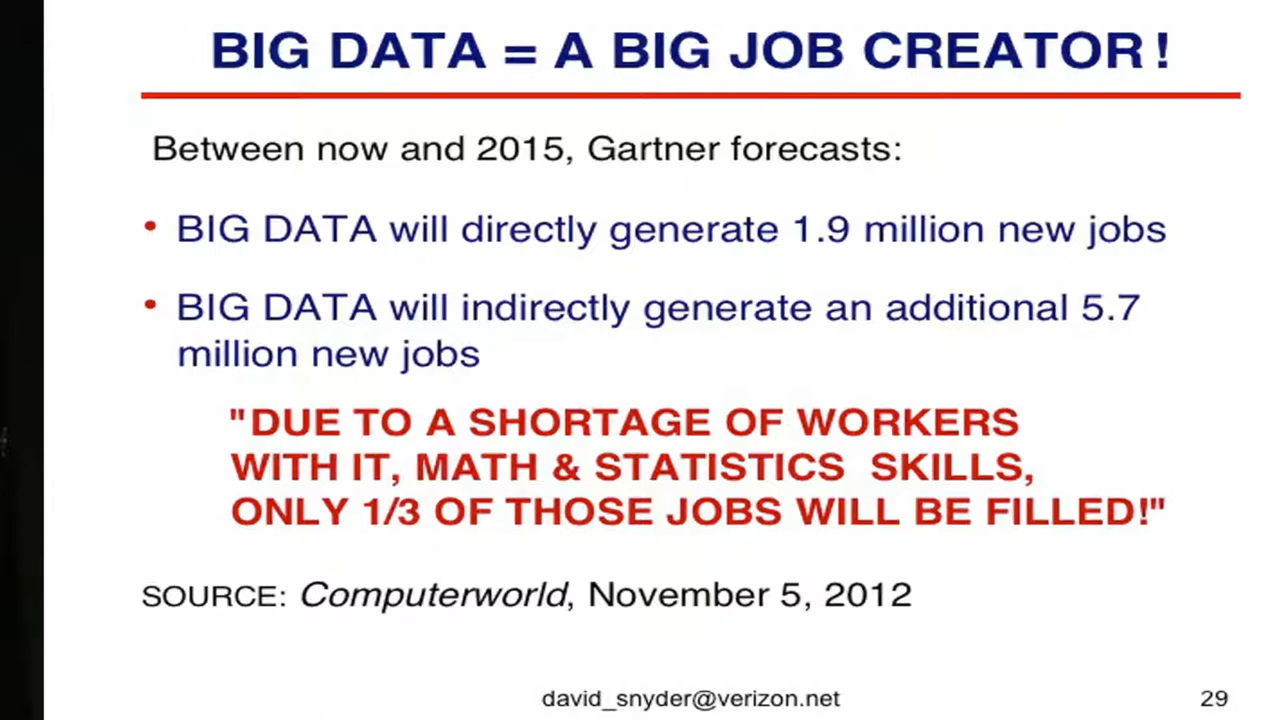 BIG DATA = A BIG JOB CREATOR!
Between now and 2015, Gartner forecasts:
• BIG DATA will directly generate 1.9 million new jobs
• BIG DATA will indirectly generate an additional 5.7
million new jobs
"DUE TO A SHORTAGE OF WORKERS
WITH IT, MATH & STATISTICS SKILLS,
ONLY 1/3 OF THOSE JOBS WILL BE FILLED!"
SOURCE: Computerworld, November 5, 2012
david_snyder@verizon.net
29